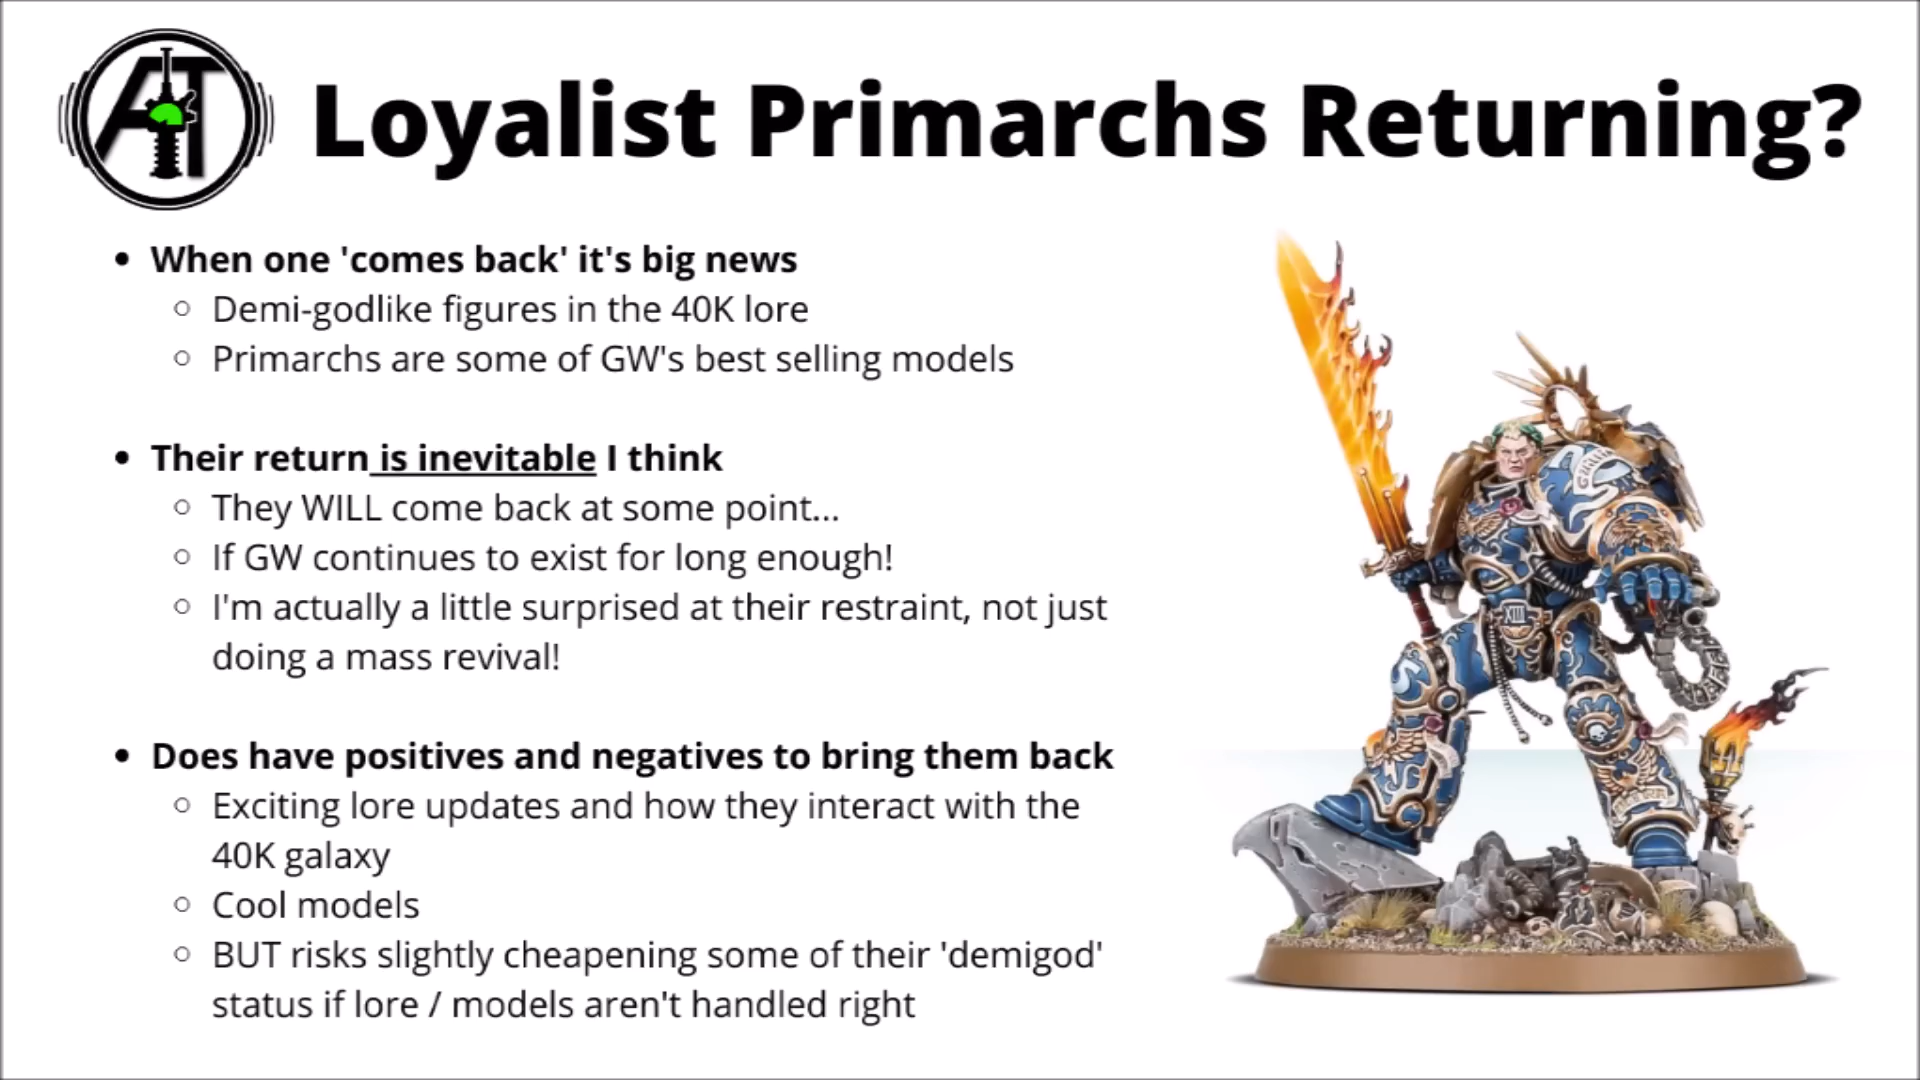 AT
Loyalist Primarchs Returning?
When one 'comes back' it's big news
Demi-godlike figures in the 40K lore
Primarchs are some of GW's best selling models
Their return is inevitable I think
They WILL come back at some point...
If GW continues to exist for long enough!
I'm actually a little surprised at their restraint, not just
doing a mass revival!
Does have positives and negatives to bring them back
Exciting lore updates and how they interact with the
40K galaxy
Cool models
BUT risks slightly cheapening some of their 'demigod'
status if lore / models aren't handled right
XIII